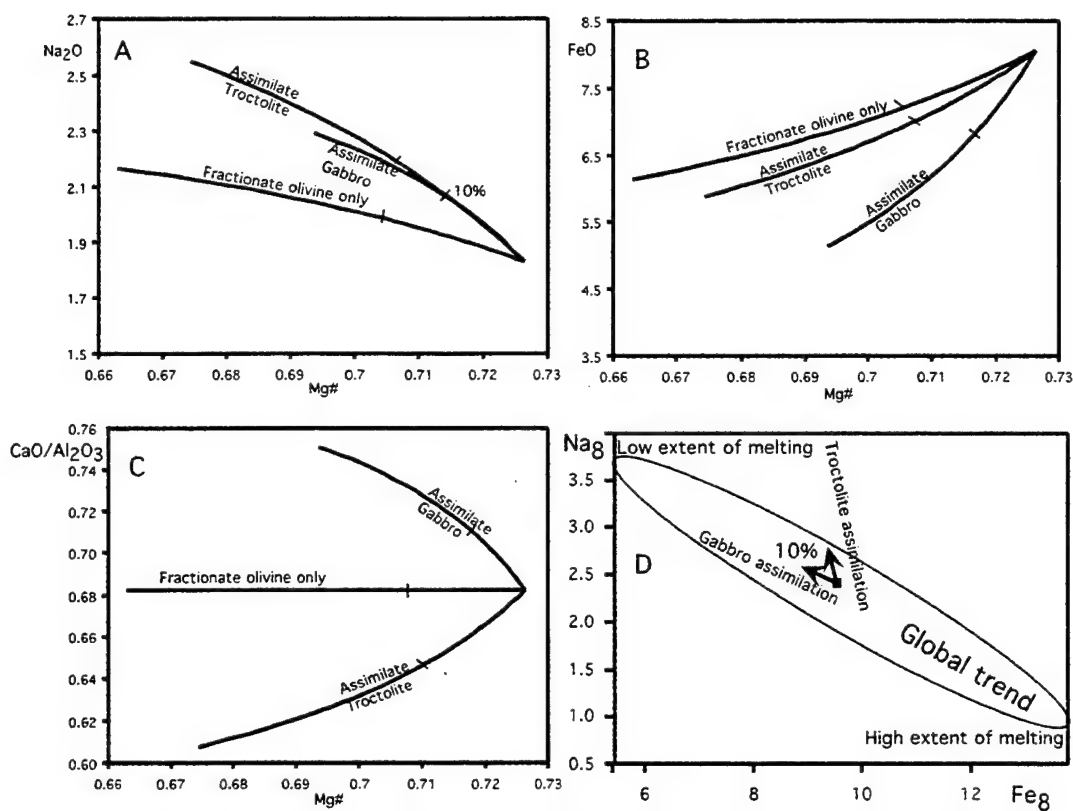 2.7
Na2O
A
2.5
2.3
2.1
1.9
1.7
1.5
Assimilate
Troctolite
Assimilate
Gabbro
10%
Fractionate olivine only
0.66 0.67 0.68 0.69 0.7 0.71 0.72 0.73
Mg#
8.5
FeO
B
7.5
6.5
5.5
4.5
3.5
Fractionate olivine only
Assimilate
Troctolite
Assimilate
Gabbro
0.66 0.67 0.68 0.69 0.7 0.71 0.72 0.73
Mg#
0.76
CaO/Al2O3
C
0.74
0.72
0.70
0.68
0.66
0.64
0.62
0.60
Assimilate
Gabbro
Fractionate olivine only
Assimilate
Troctolite
0.66 0.67 0.68 0.69 0.7 0.71 0.72 0.73
Mg#
Na8
Low extent of melting
3.5
3.0
2.5
2.0
1.5
1.0
0.5
Troctolite assimilation
10%
D
Gabbro assimilation
Global trend
High extent of melting
6 8 10 12
Fe8